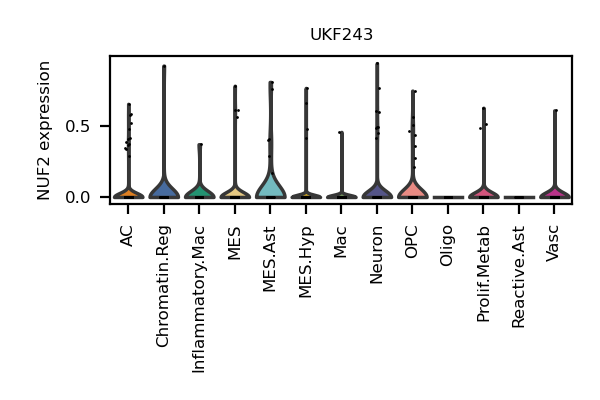 UKF243
NUF2 expression
0.5
0.0
AC
Chromatin.Reg
Inflammatory.Mac
MES
MES.Ast
MES.Hyp
Mac
Neuron
OPC
Oligo
Prolif.Metab
Reactive.Ast
Vasc